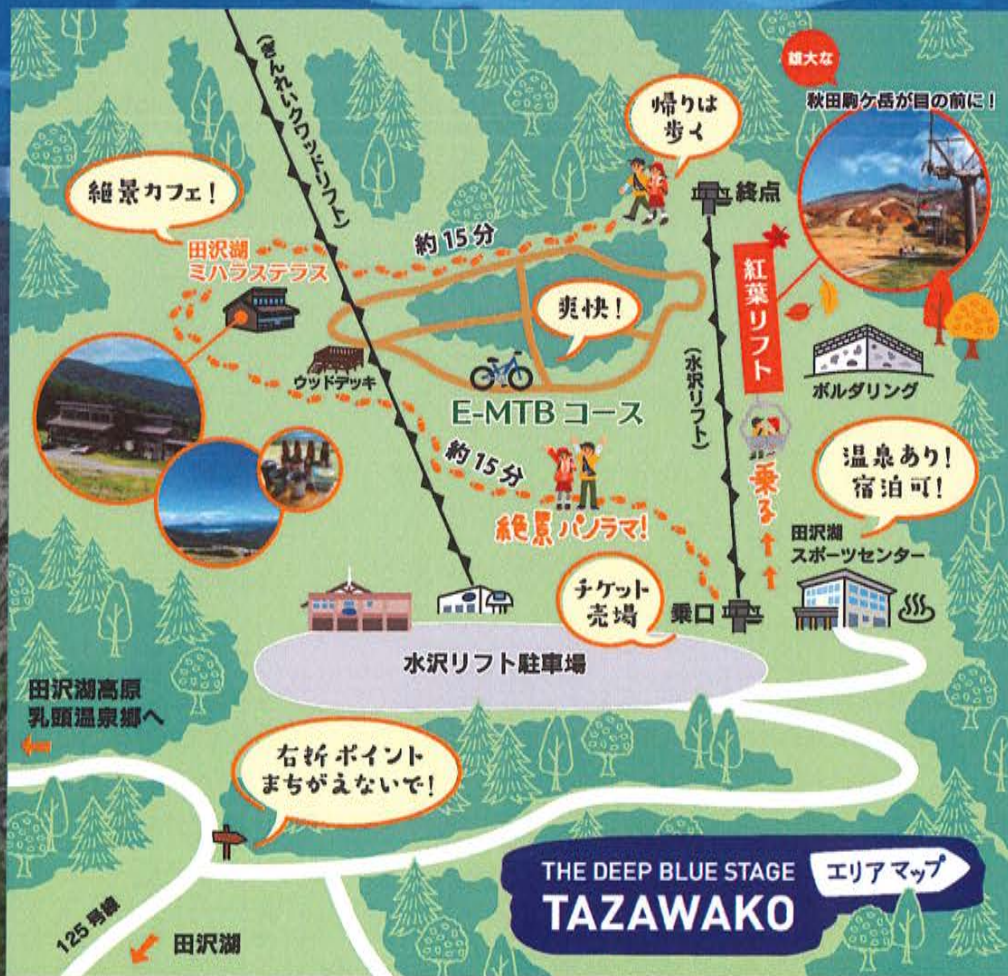 雄大な
秋田駒ケ岳が目の前に!
(ぎんれいクワッドリフト)
帰りは
歩く
絶景カフェ!
終点
約15分
田沢湖
ミハラステラス
紅葉リフト
爽快!
(水沢リフト)
ウッドデッキ
ボルダリング
E-MTBコース
約15分
温泉あり!
宿泊可!
乗る
絶景パノラマ!
田沢湖
スポーツセンター
チケット
売場
乗口
水沢リフト駐車場
田沢湖高原
乳頭温泉郷へ
右折ポイント
まちがえないで!
THE DEEP BLUE STAGE
TAZAWAKO
エリアマップ
125号線
田沢湖